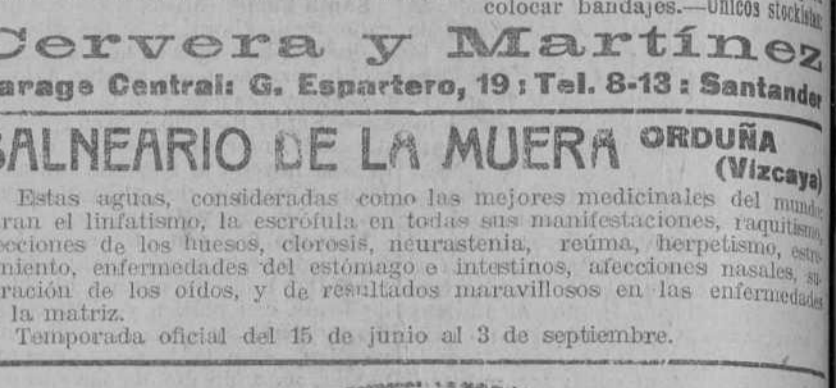 colocar bandajes.—Unicos stockistas
Cervera y Martínez
arage Central: G. Espartero, 19 : Tel. 8-13 : Santander
BALNEARIO DE LA MUERA ORDUÑA
(Vizcaya)
Estas aguas, consideradas como las mejores medicinales del mundo,
ran el linfatismo, la escrófula en todas sus manifestaciones, raquitismo,
ecciones de los huesos, clorosis, neurastenia, reúma, herpetismo, estre-
miento, enfermedades del estómago e intestinos, afecciones nasales, su-
ración de los oídos, y de resultados maravillosos en las enfermedades
la matriz.
Temporada oficial del 15 de junio al 3 de septiembre.